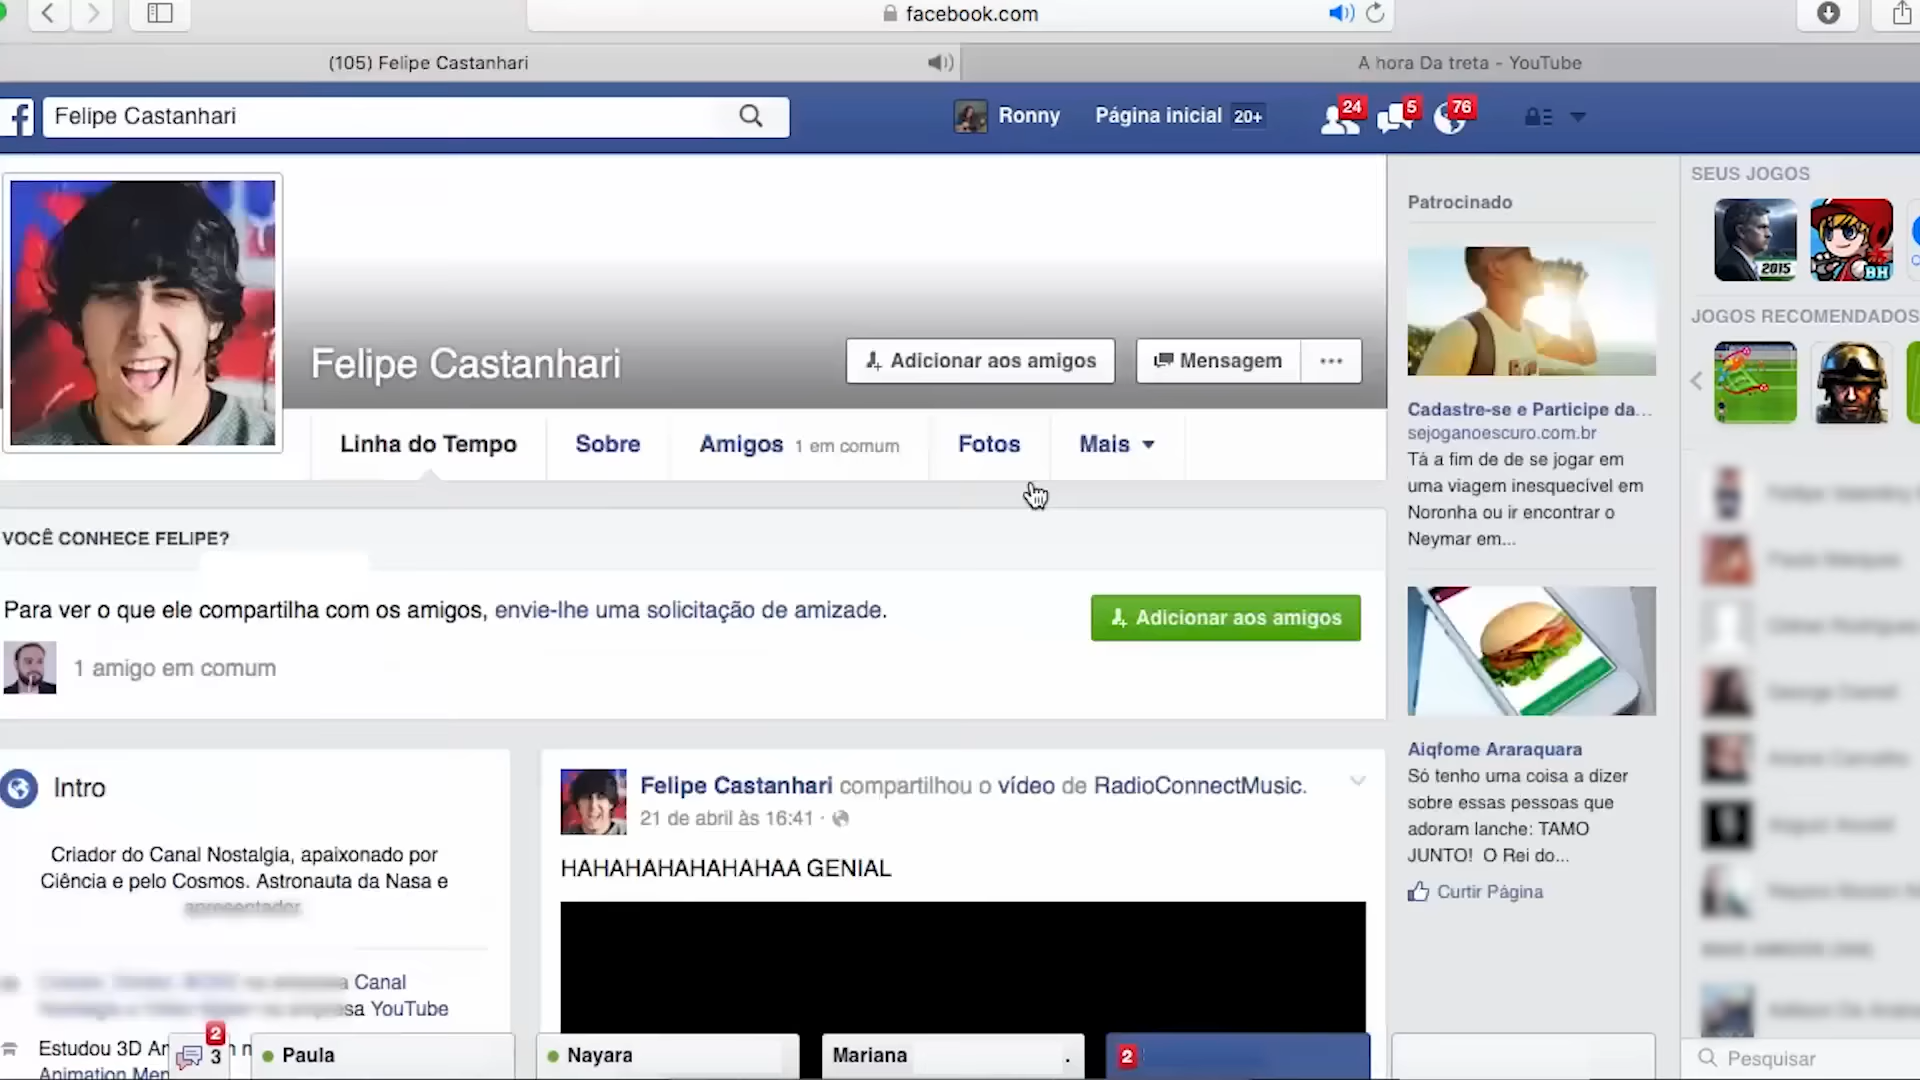 facebook.com
(105) Felipe Castanhari
A hora Da treta - YouTube
Felipe Castanhari
Ronny
Página inicial 20+
24
5
76
SEUS JOGOS
2015
BH
Patrocinado
JOGOS RECOMENDADOS
Felipe Castanhari
Adicionar aos amigos
Mensagem
Linha do Tempo
Sobre
Amigos 1 em comum
Fotos
Mais
Cadastre-se e Participe da...
sejoganoescuro.com.br
Tá a fim de de se jogar em
uma viagem inesquecível em
Noronha ou ir encontrar o
Neymar em...
VOCÊ CONHECE FELIPE?
Para ver o que ele compartilha com os amigos, envie-lhe uma solicitação de amizade.
Adicionar aos amigos
1 amigo em comum
Intro
Criador do Canal Nostalgia, apaixonado por
Ciência e pelo Cosmos. Astronauta da Nasa e
apresentador.
Canal
YouTube
Estudou 3D
Felipe Castanhari compartilhou o vídeo de RadioConnectMusic.
21 de abril às 16:41 ·
HAHAHAHAHAHAHAA GENIAL
Aiqfome Araraquara
Só tenho uma coisa a dizer
sobre essas pessoas que
adoram lanche: TAMO
JUNTO! O Rei do...
Curtir Página
2
3
Paula
Nayara
Mariana
2
Pesquisar